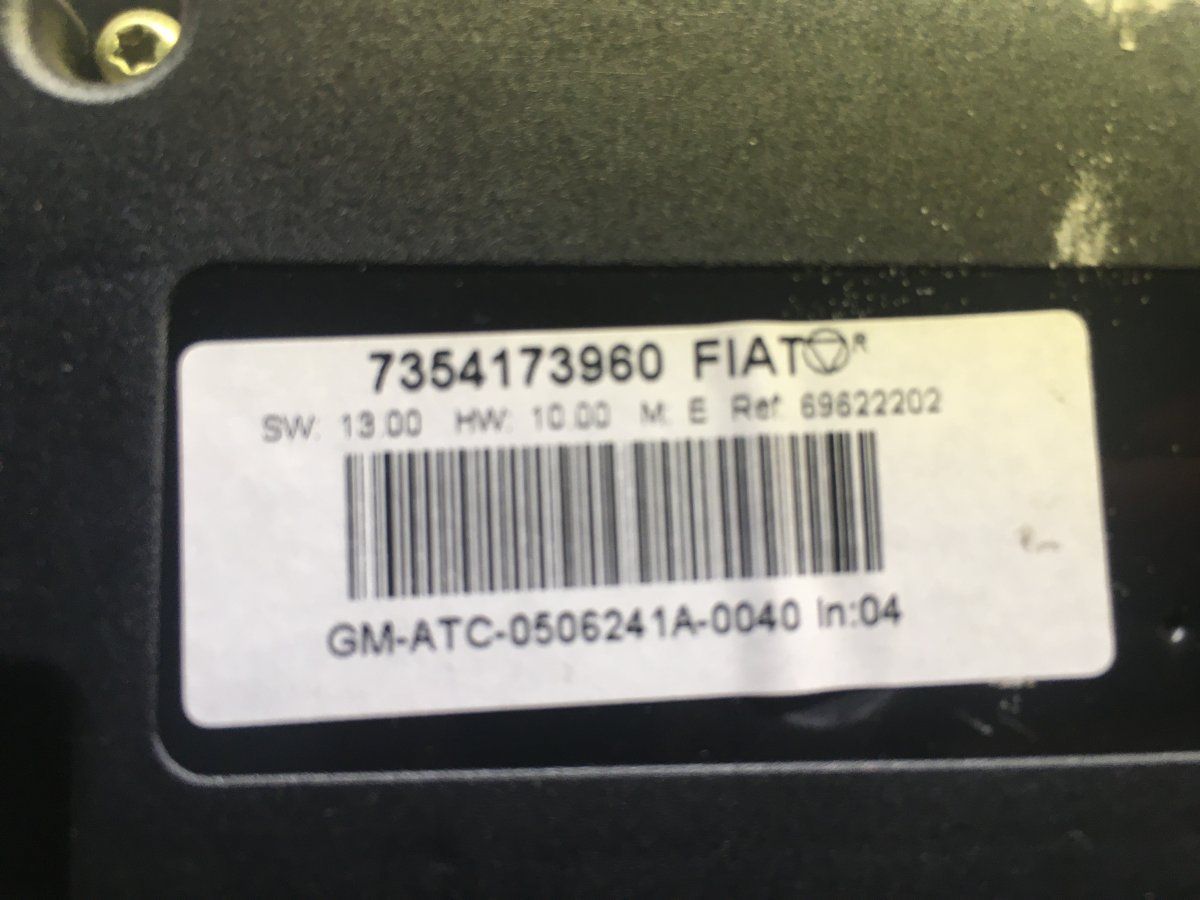 7354173960 FIAT
SW: 13.00 HW: 10.00 M: E Ref: 69622202
GM-ATC-0506241A-0040 In:04